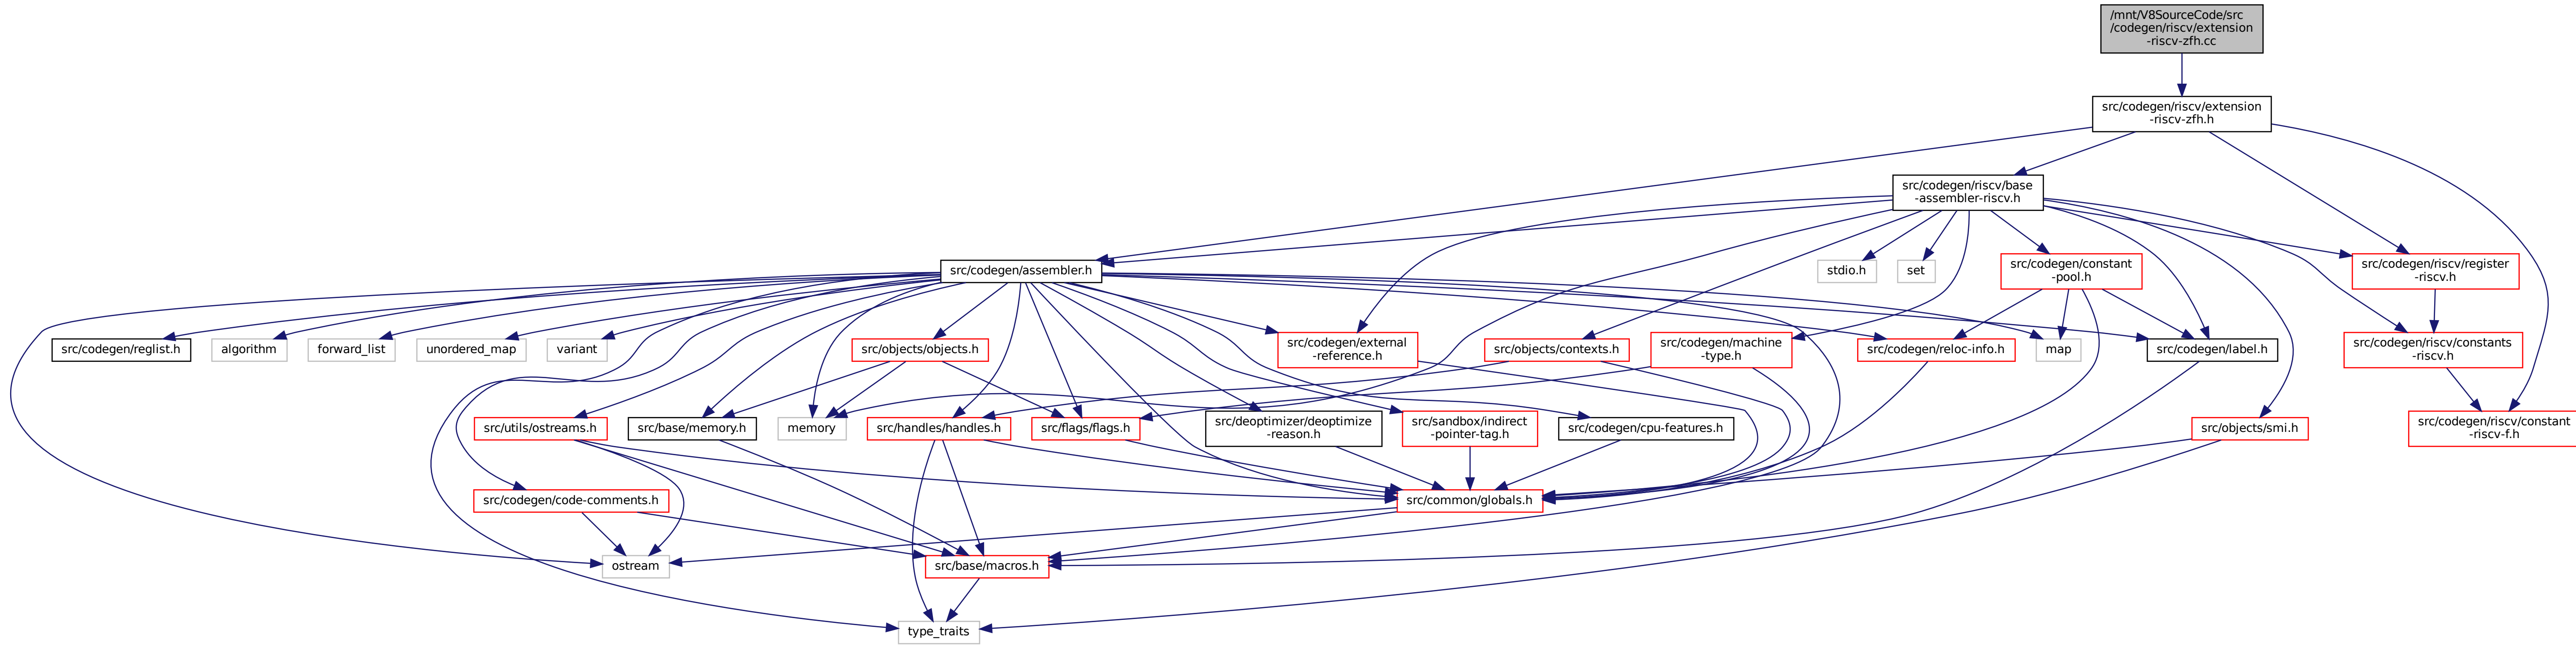 /mnt/V8SourceCode/src
/codegen/riscv/extension
-riscv-zfh.cc
src/codegen/riscv/extension
-riscv-zfh.h
src/codegen/riscv/base
-assembler-riscv.h
src/codegen/assembler.h
stdio.h
set
src/codegen/constant
-pool.h
src/codegen/riscv/register
-riscv.h
src/codegen/reglist.h
algorithm
forward_list
unordered_map
variant
src/objects/objects.h
src/codegen/external
-reference.h
src/objects/contexts.h
src/codegen/machine
-type.h
src/codegen/reloc-info.h
map
src/codegen/label.h
src/codegen/riscv/constants
-riscv.h
src/utils/ostreams.h
src/base/memory.h
memory
src/handles/handles.h
src/flags/flags.h
src/deoptimizer/deoptimize
-reason.h
src/sandbox/indirect
-pointer-tag.h
src/codegen/cpu-features.h
src/objects/smi.h
src/codegen/riscv/constant
-riscv-f.h
src/codegen/code-comments.h
src/common/globals.h
ostream
src/base/macros.h
type_traits